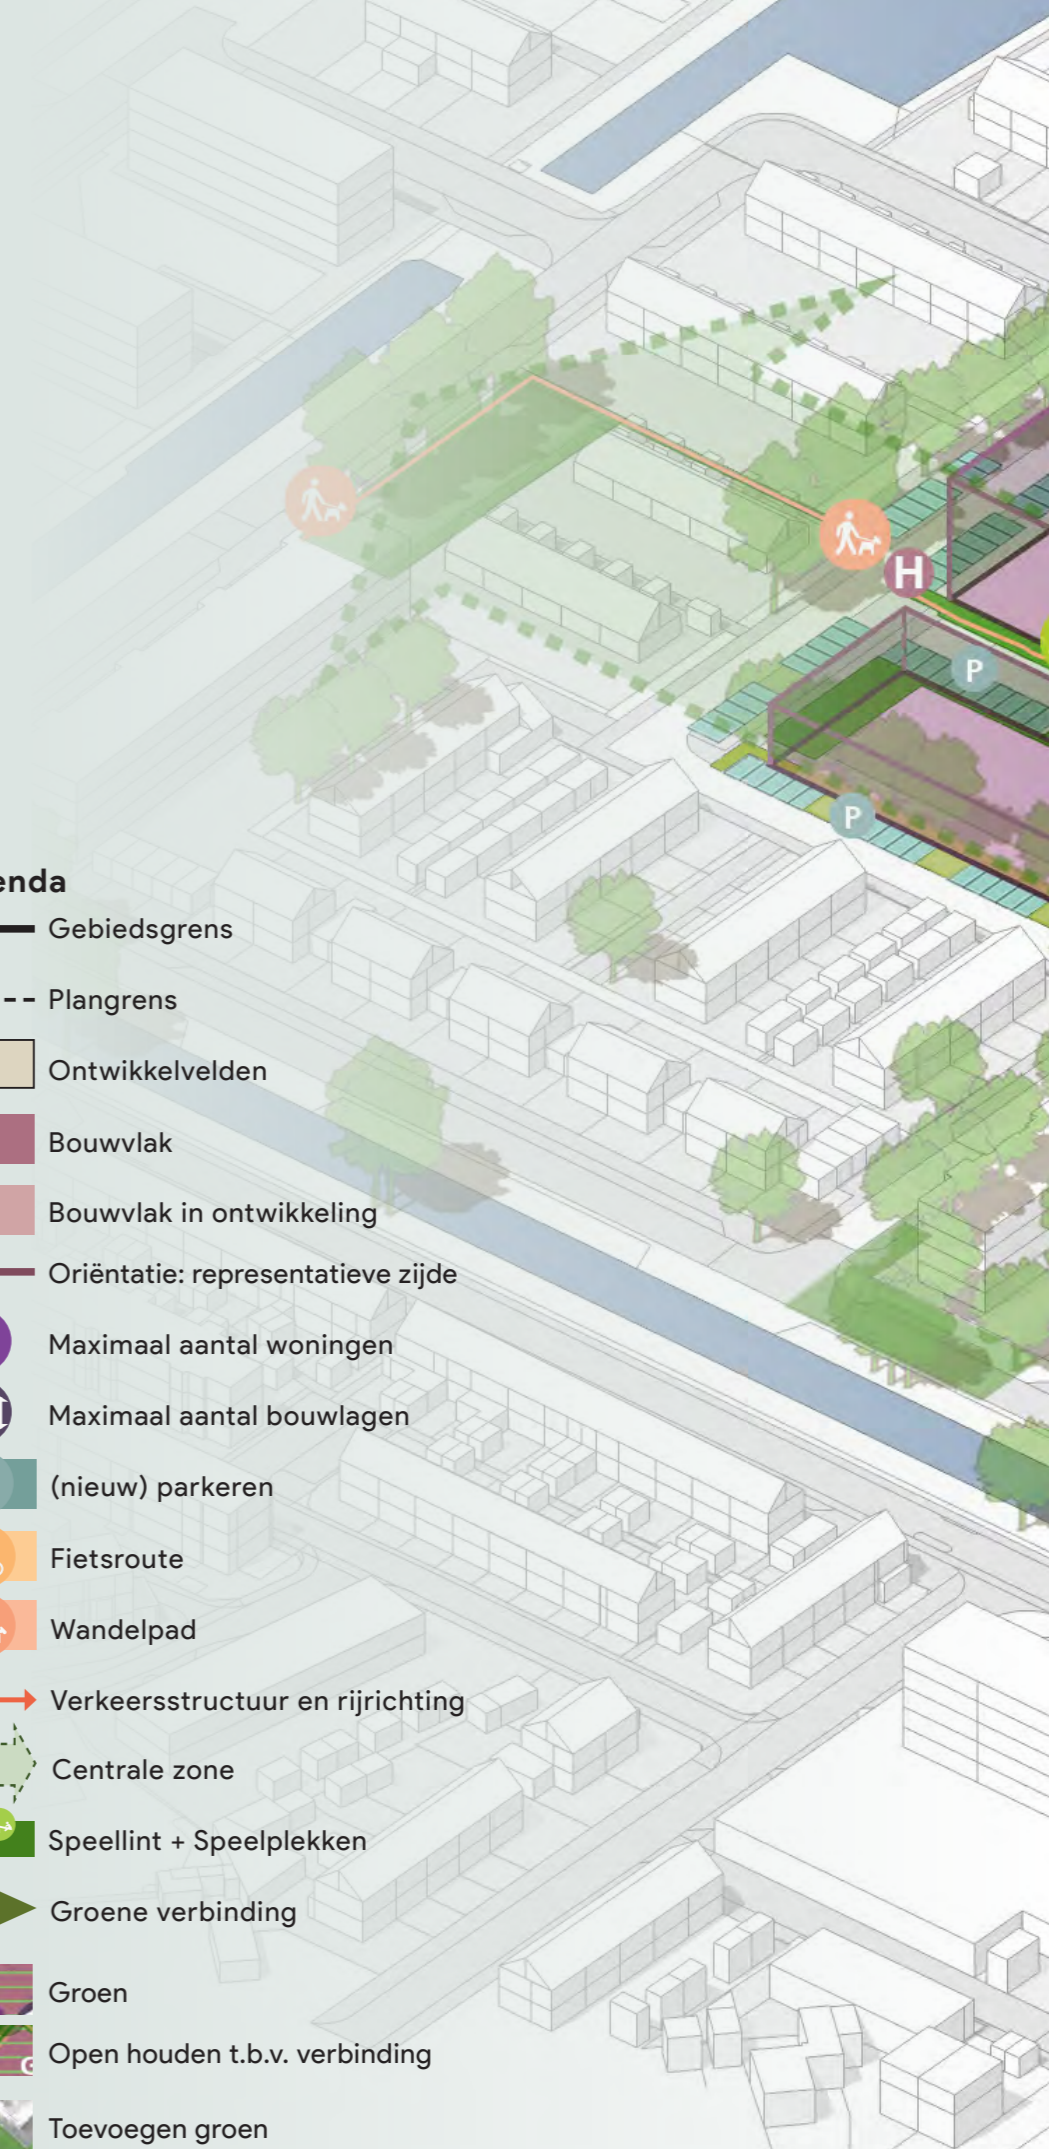 H
P
P
enda
Gebiedsgrens
Plangrens
Ontwikkelvelden
Bouwvlak
Bouwvlak in ontwikkeling
Oriëntatie: representatieve zijde
Maximaal aantal woningen
Maximaal aantal bouwlagen
(nieuw) parkeren
Fietsroute
Wandelpad
Verkeersstructuur en rijrichting
Centrale zone
Speellint + Speelplekken
Groene verbinding
Groen
Open houden t.b.v. verbinding
Toevoegen groen